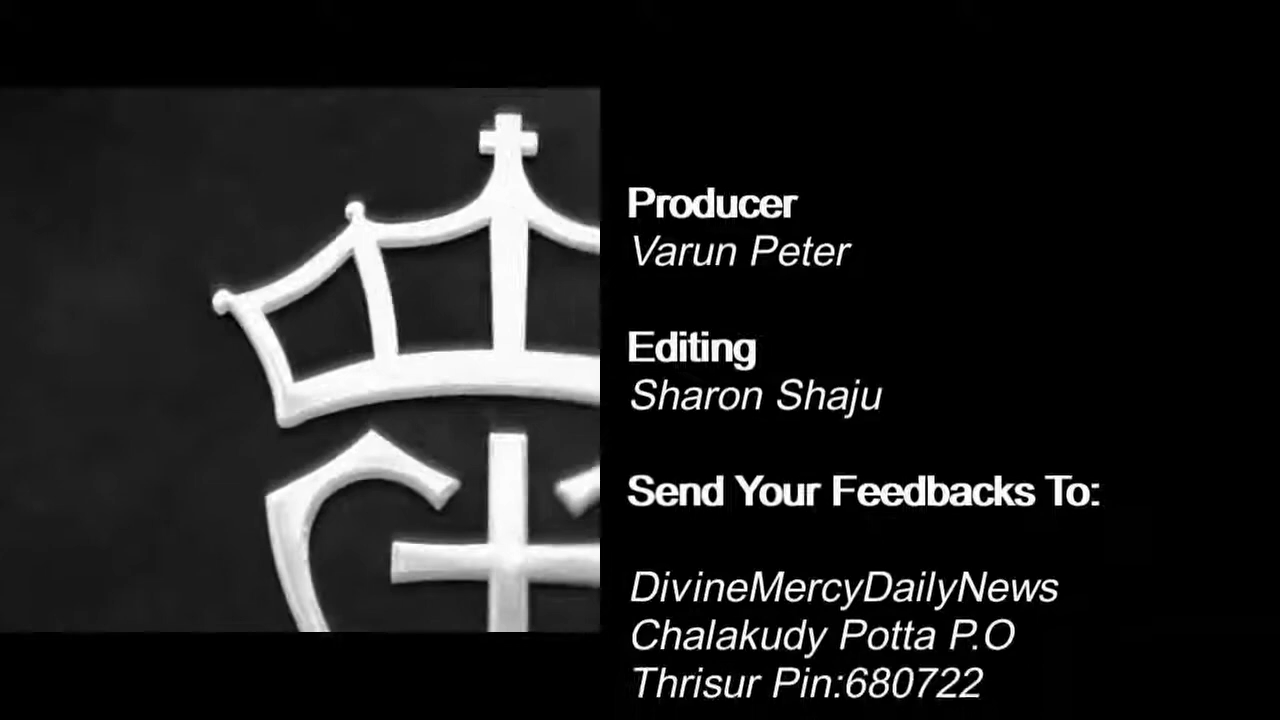 Producer
Varun Peter
Editing
Sharon Shaju
Send Your Feedbacks To:
DivineMercyDailyNews
Chalakudy Potta P.O
Thrisur Pin:680722